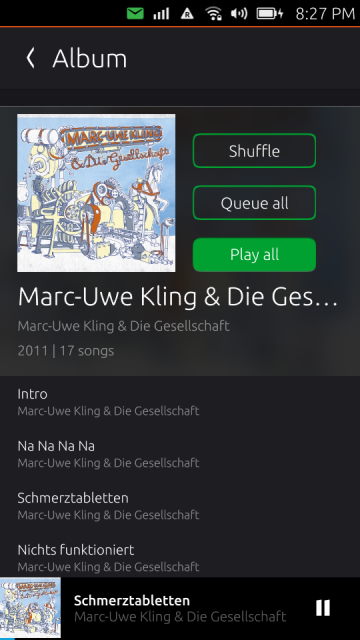 8:27 PM
Album
MARC-UWE KLING
& Die Gesellschaft
Shuffle
Queue all
Play all
Marc-Uwe Kling & Die Ges...
Marc-Uwe Kling & Die Gesellschaft
2011 | 17 songs
Intro
Marc-Uwe Kling & Die Gesellschaft
Na Na Na Na
Marc-Uwe Kling & Die Gesellschaft
Schmerztabletten
Marc-Uwe Kling & Die Gesellschaft
Nichts funktioniert
Marc-Uwe Kling & Die Gesellschaft
Schmerztabletten
Marc-Uwe Kling & Die Gesellschaft